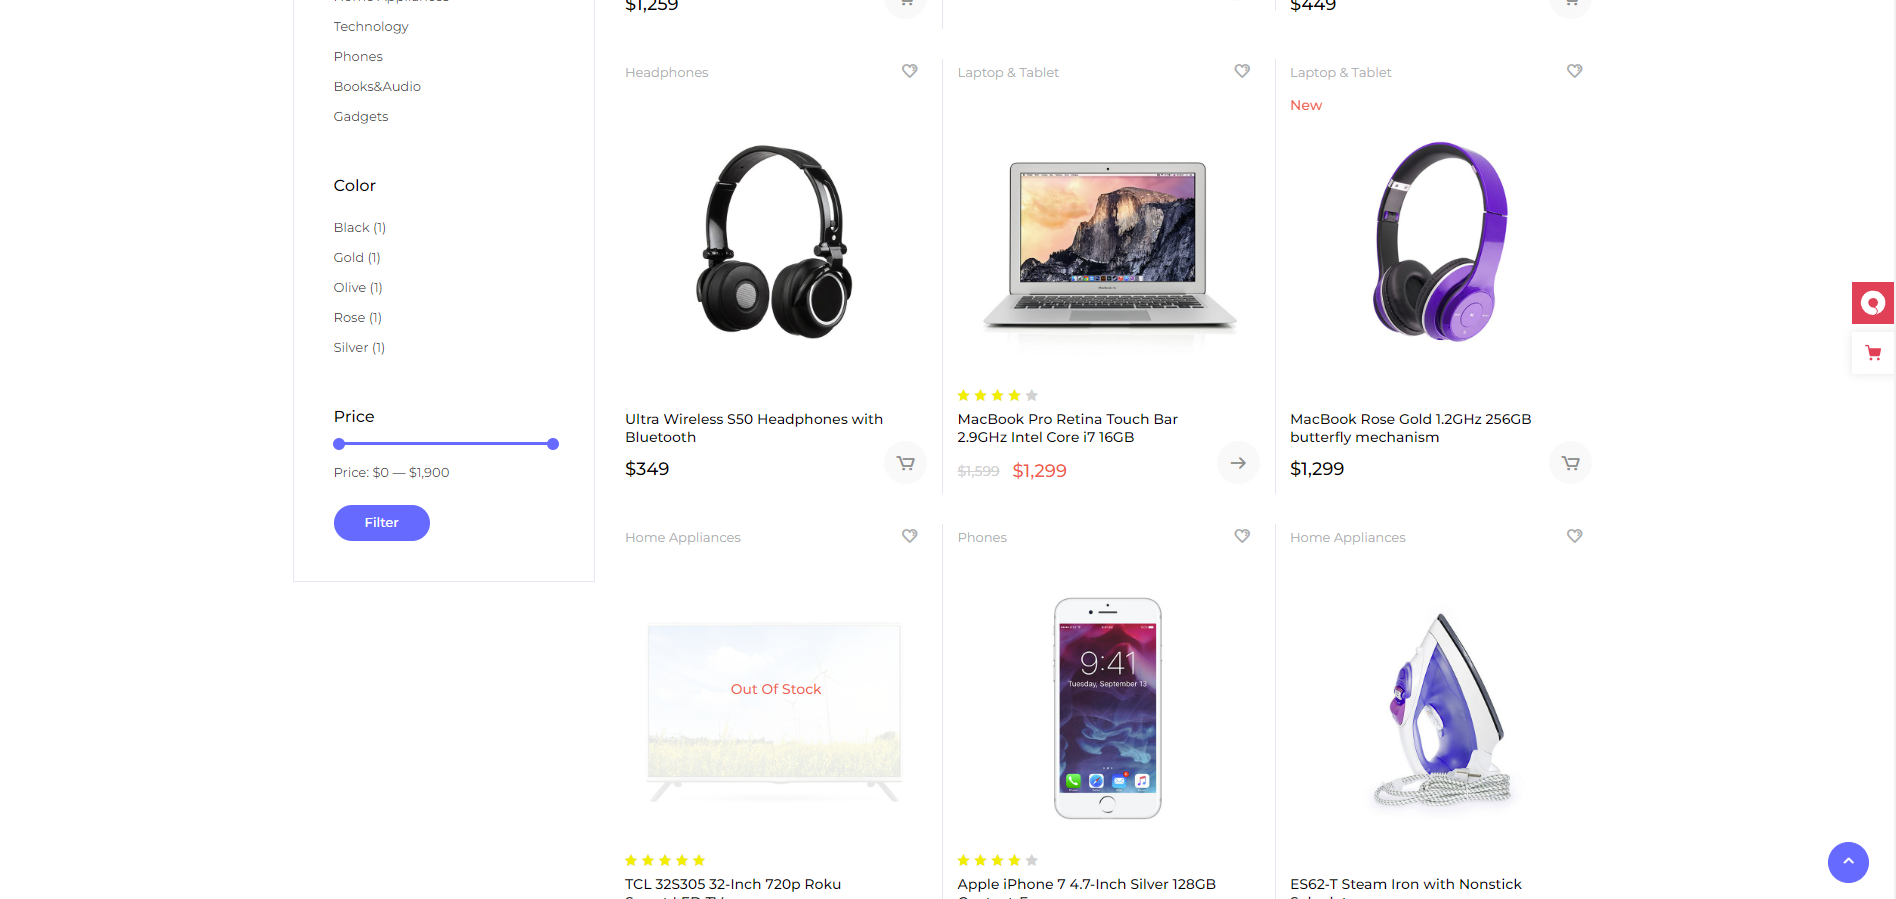 Home Appliances
Technology
Phones
Books&Audio
Gadgets
Color
Black (1)
Gold (1)
Olive (1)
Rose (1)
Silver (1)
Price
Price: $0 — $1,900
Filter
$1,259
$449
Headphones
Ultra Wireless S50 Headphones with
Bluetooth
$349
Laptop & Tablet
MacBook Pro Retina Touch Bar
2.9GHz Intel Core i7 16GB
$1,599 $1,299
Laptop & Tablet
New
MacBook Rose Gold 1.2GHz 256GB
butterfly mechanism
$1,299
Home Appliances
Out Of Stock
TCL 32S305 32-Inch 720p Roku
Phones
9:41
Tuesday, September 13
Apple iPhone 7 4.7-Inch Silver 128GB
Home Appliances
ES62-T Steam Iron with Nonstick